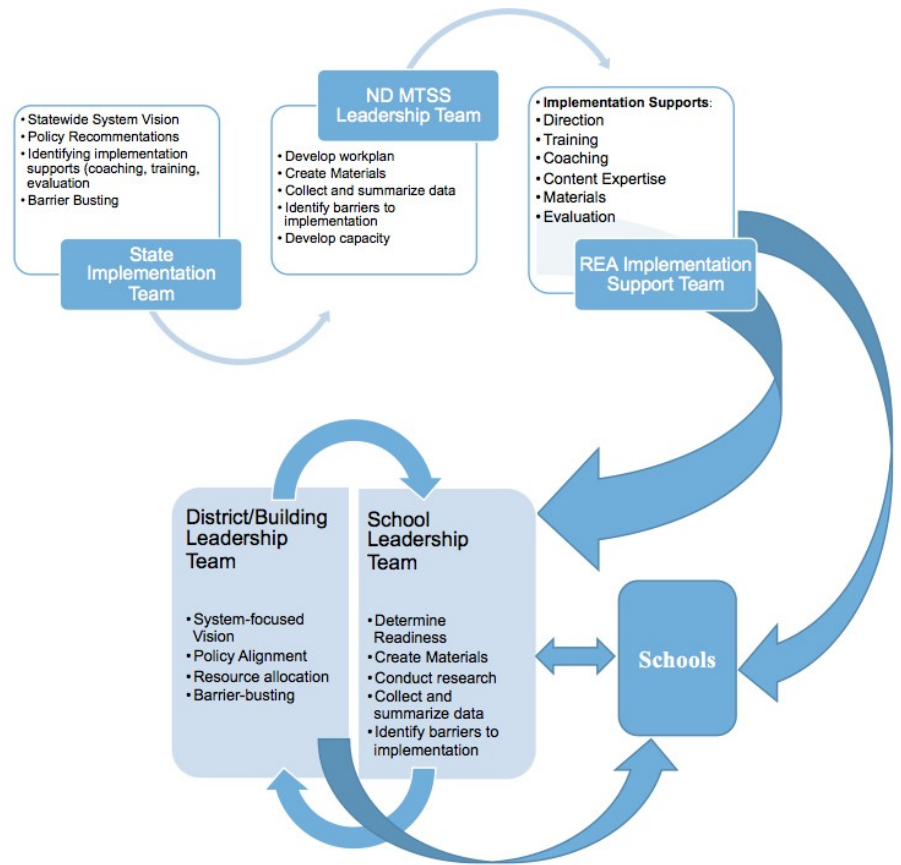 • Statewide System Vision
• Policy Recommentations
• Identifying implementation
supports (coaching, training,
evaluation
• Barrier Busting
State
Implementation
Team
ND MTSS
Leadership Team
• Develop workplan
• Create Materials
• Collect and summarize data
• Identify barriers to
implementation
• Develop capacity
• Implementation Supports:
• Direction
• Training
• Coaching
• Content Expertise
• Materials
• Evaluation
REA Implementation
Support Team
District/Building
Leadership
Team
• System-focused
Vision
• Policy Alignment
• Resource allocation
• Barrier-busting
School
Leadership
Team
• Determine
Readiness
• Create Materials
• Conduct research
• Collect and
summarize data
• Identify barriers to
implementation
Schools